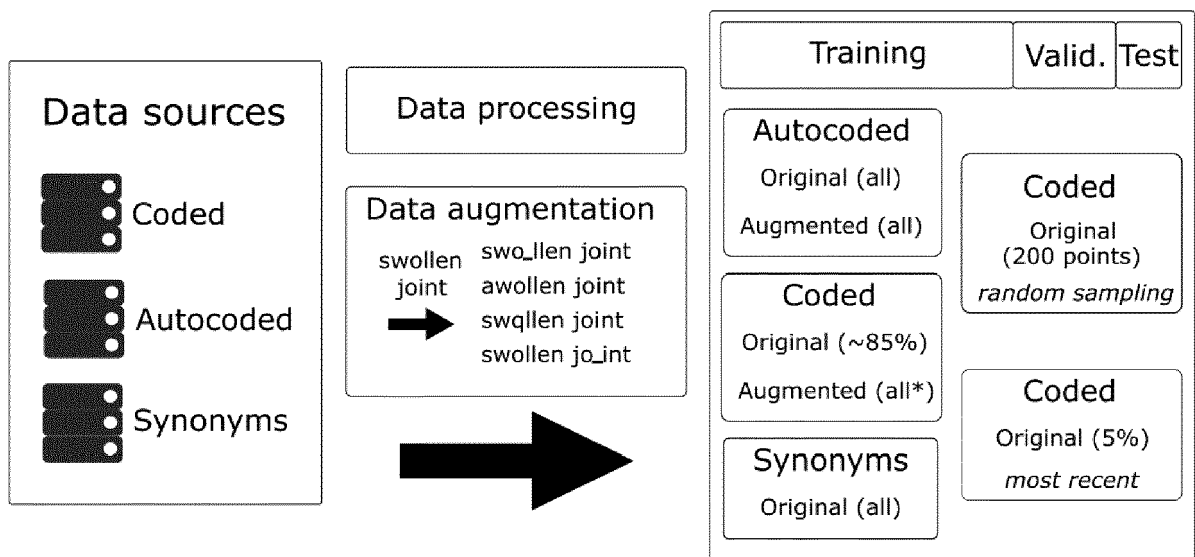 Data sources
Coded
Autocoded
Synonyms
Data processing
Data augmentation
swollen
joint
swo_llen joint
awollen joint
swqllen joint
swollen jo_int
Training
Valid.
Test
Autocoded
Original (all)
Augmented (all)
Coded
Original (~85%)
Augmented (all*)
Synonyms
Original (all)
Coded
Original
(200 points)
random sampling
Coded
Original (5%)
most recent